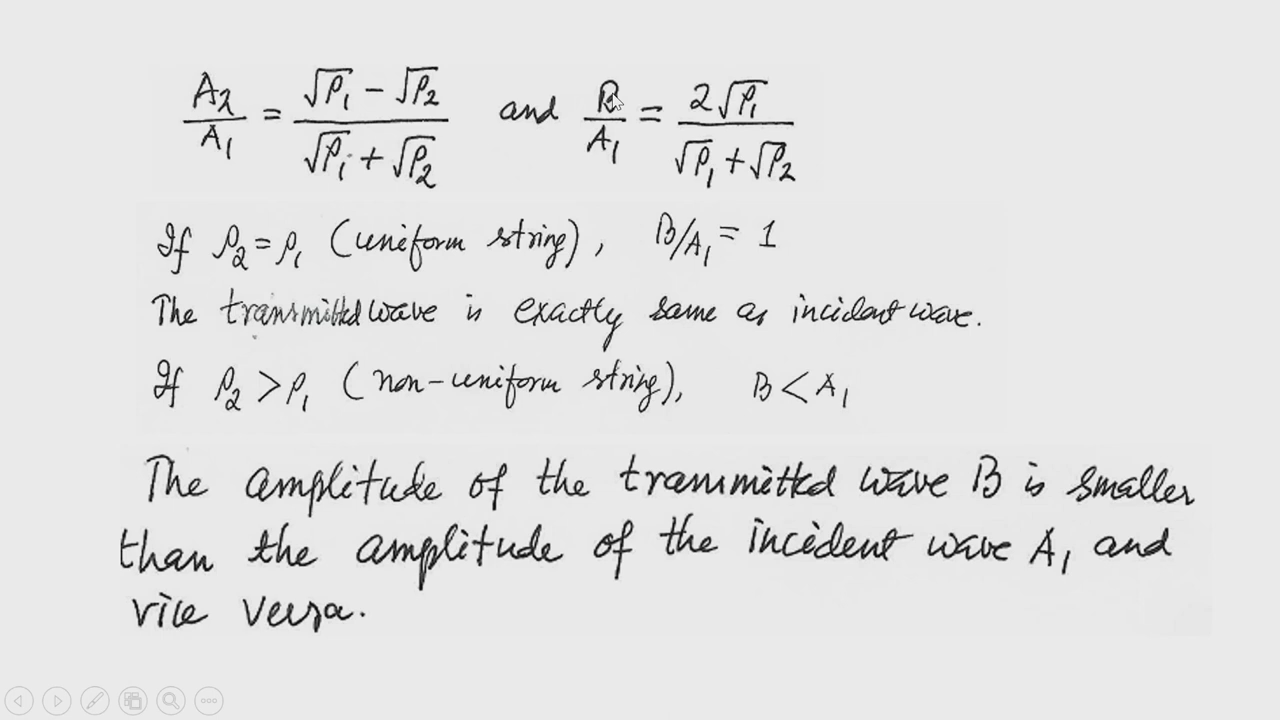 A₂/A₁ = (√ρ₁ − √ρ₂)/(√ρ₁ + √ρ₂) and B/A₁ = 2√ρ₁/(√ρ₁ + √ρ₂)
If ρ₂ = ρ₁ (uniform string), B/A₁ = 1
The transmitted wave is exactly same as incident wave.
If ρ₂ > ρ₁ (non-uniform string), B < A₁
The amplitude of the transmitted wave B is smaller
than the amplitude of the incident wave A₁ and
vice versa.